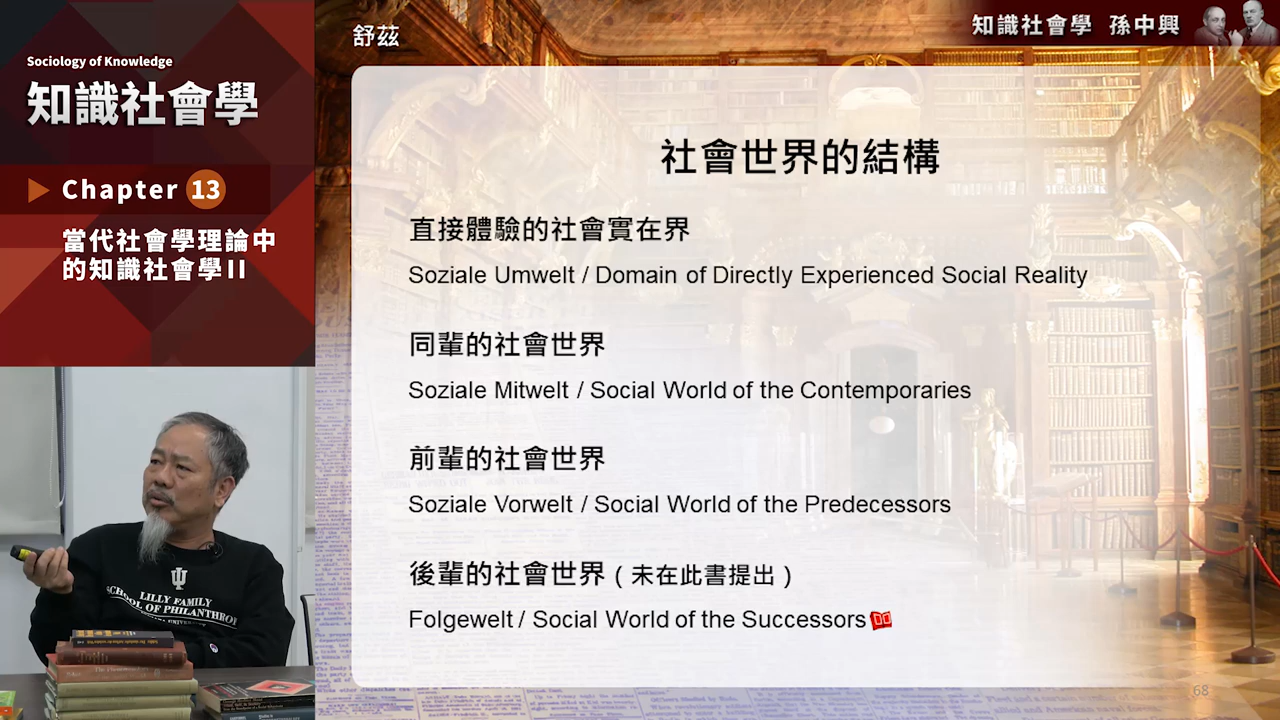 Sociology of Knowledge
知識社會學
Chapter 13
當代社會學理論中
的知識社會學II
舒茲
知識社會學 孫中興
社會世界的結構
直接體驗的社會實在界
Soziale Umwelt / Domain of Directly Experienced Social Reality
同輩的社會世界
Soziale Mitwelt / Social World of the Contemporaries
前輩的社會世界
Soziale Vorwelt / Social World of the Predecessors
後輩的社會世界 ( 未在此書提出 )
Folgewelt / Social World of the Successors
68
LILLY FAMILY
SCHOOL OF PHILANTHROP